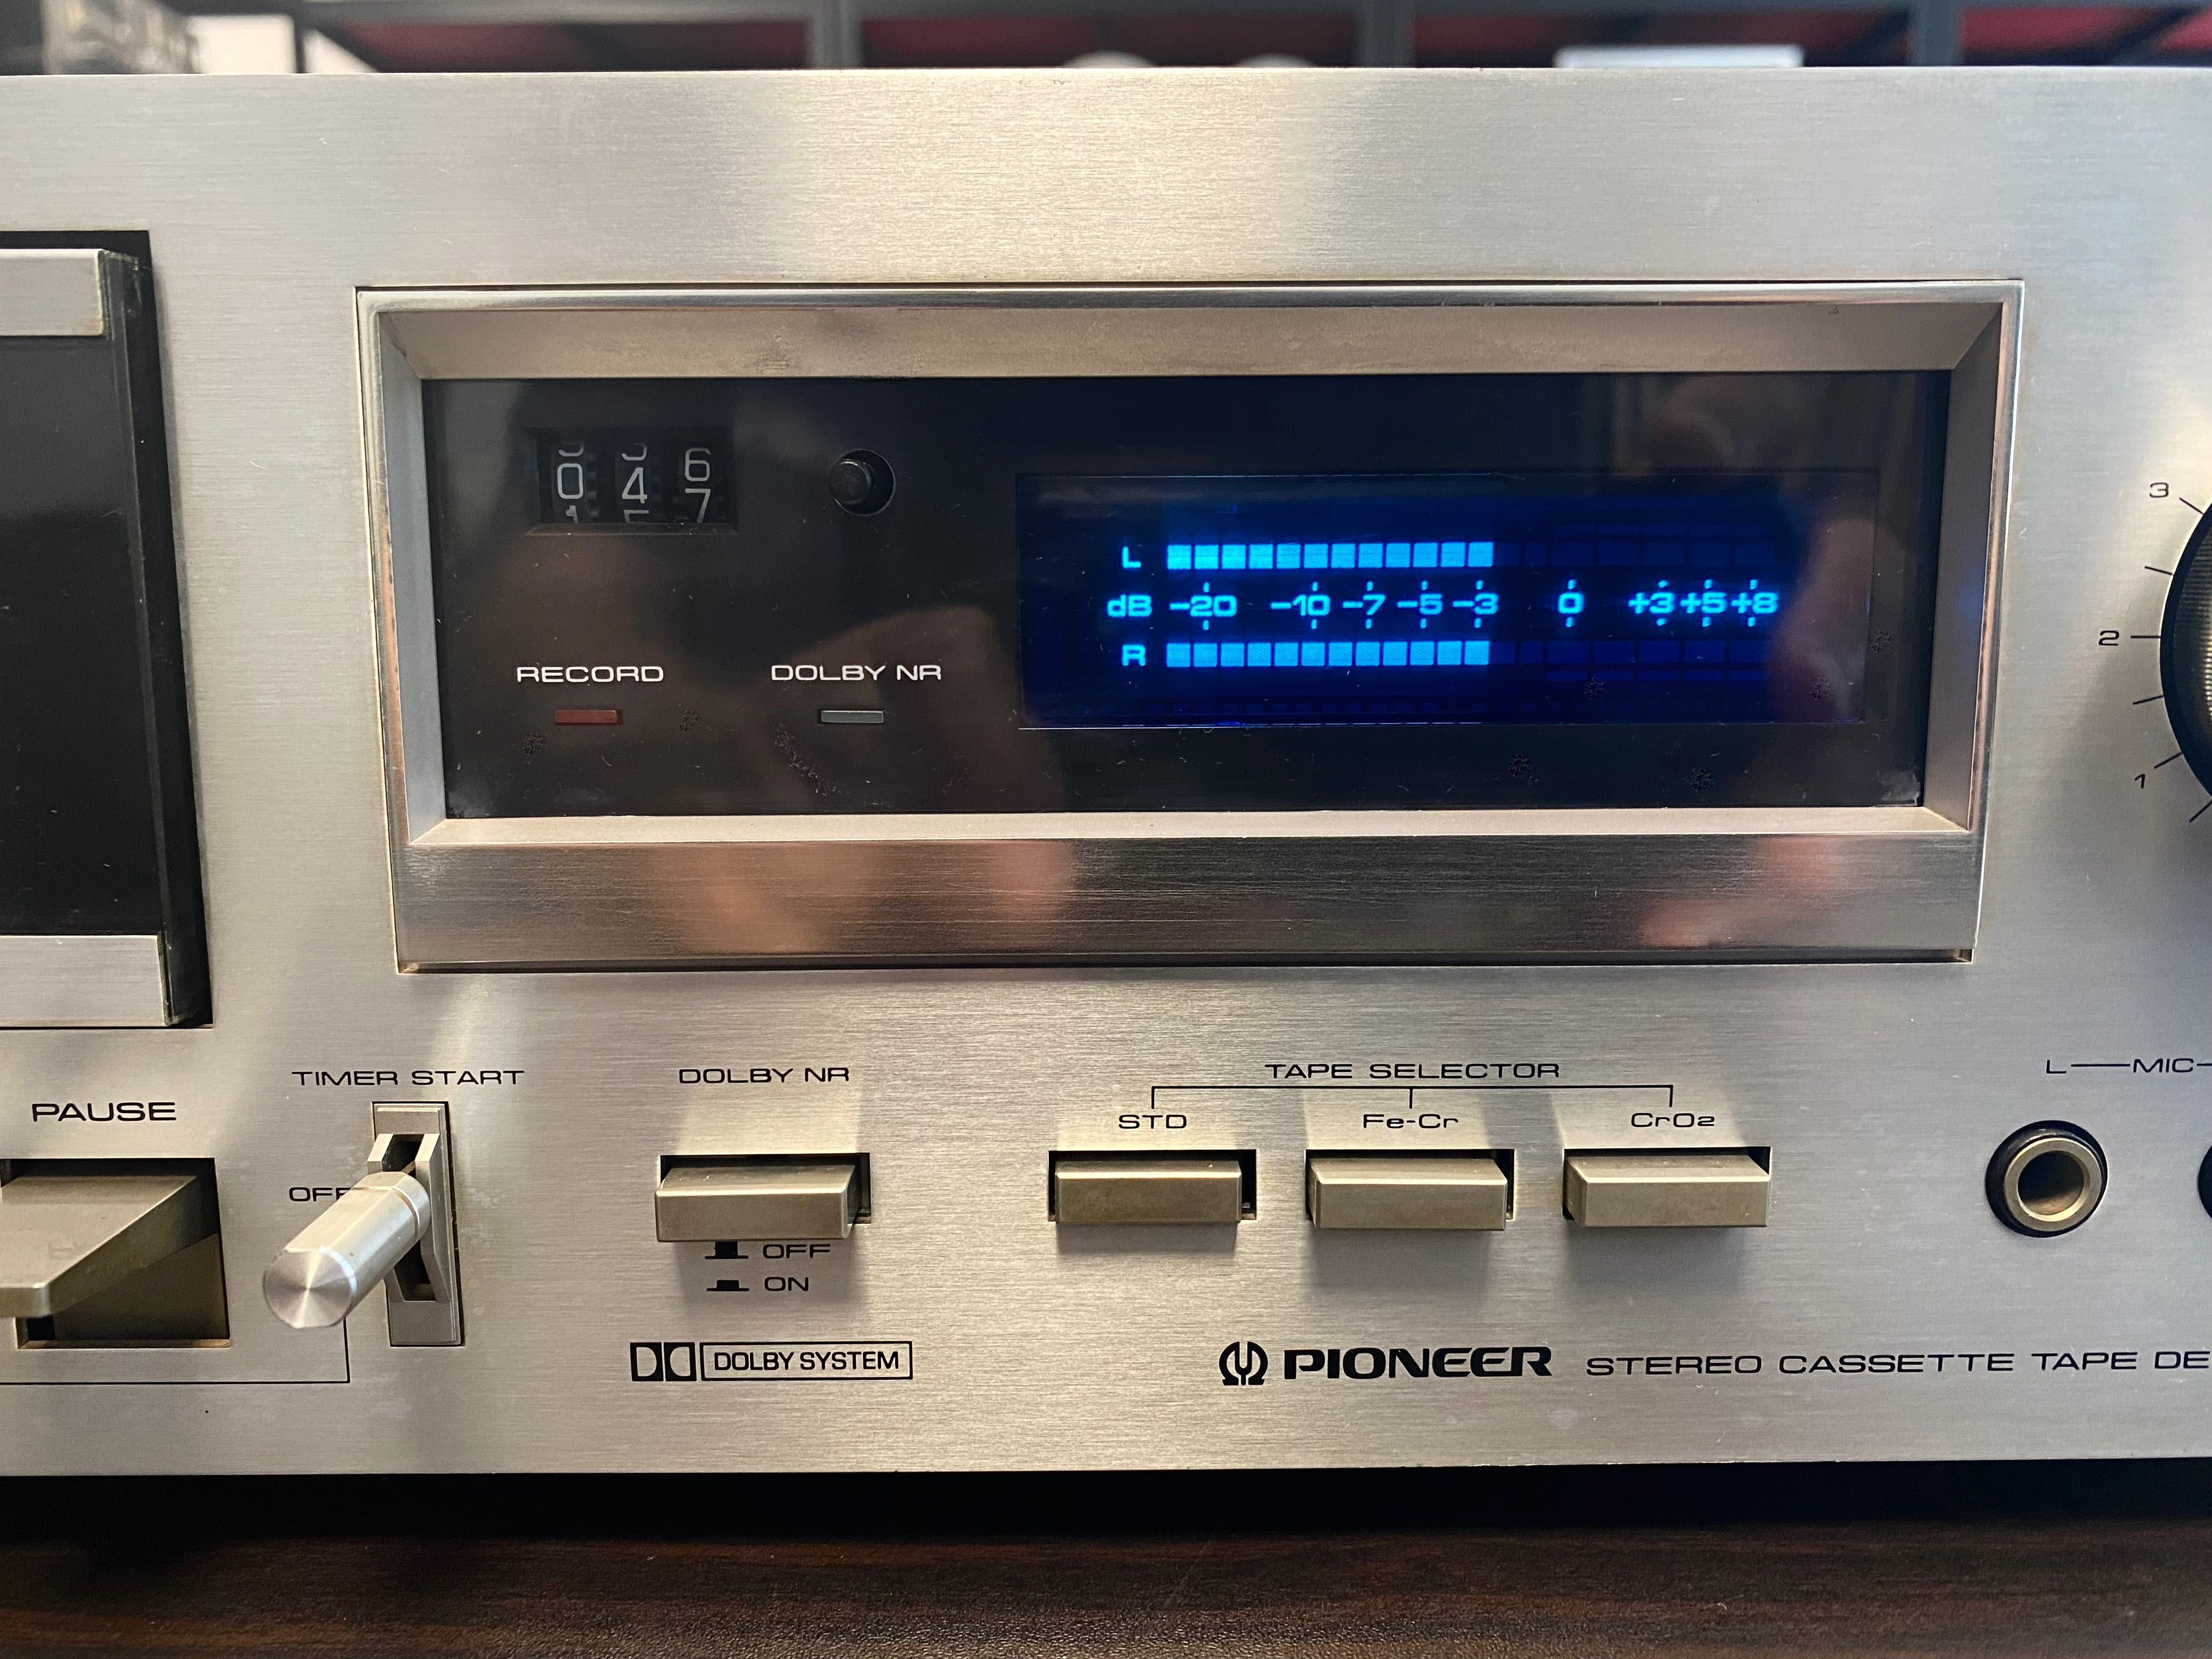 0 4 6
7
3
L
dB -20 -10 -7 -5 -3 0 +3 +5 +8
R
2
RECORD
DOLBY NR
1
TIMER START
DOLBY NR
TAPE SELECTOR
L MIC
PAUSE
STD
Fe-Cr
CrO2
OFF
OFF
ON
DOLBY SYSTEM
PIONEER STEREO CASSETTE TAPE DE